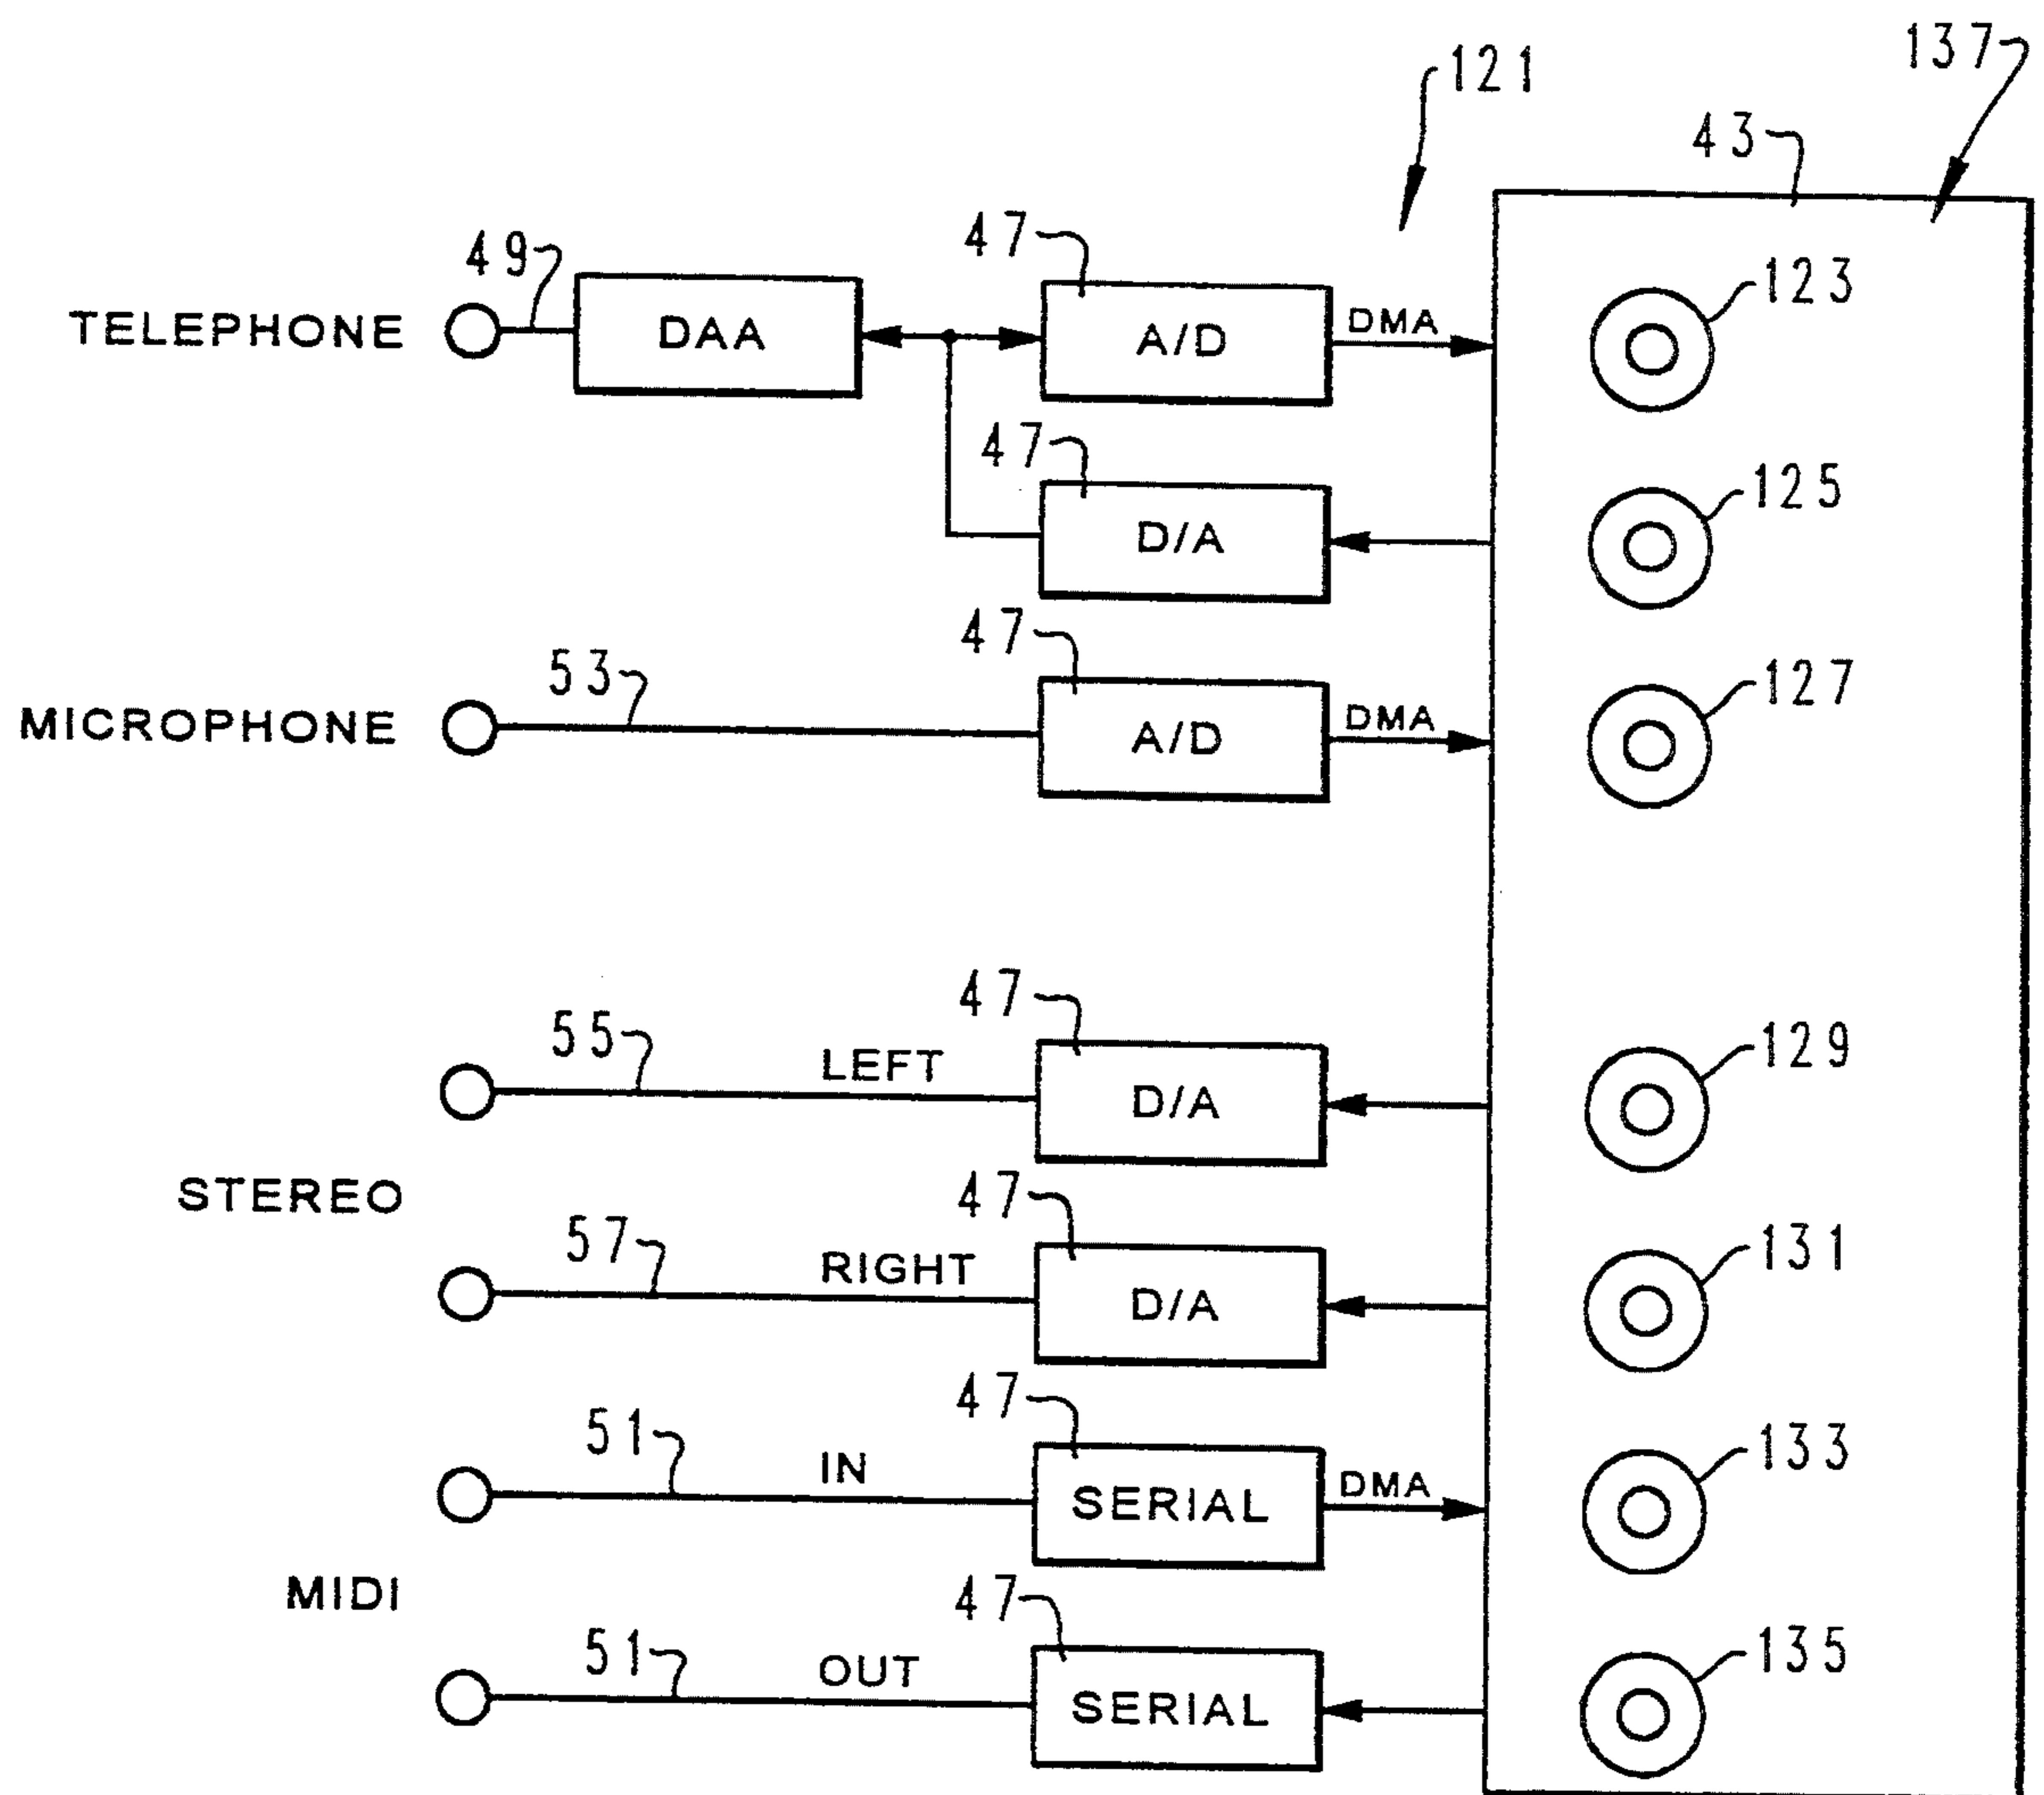 137
121
43
47
49
123
TELEPHONE
DAA
A/D
DMA
47
125
D/A
47
53
127
MICROPHONE
A/D
DMA
47
55
LEFT
129
D/A
STEREO
47
57
RIGHT
131
D/A
47
51
IN
133
SERIAL
DMA
MIDI
47
51
OUT
135
SERIAL